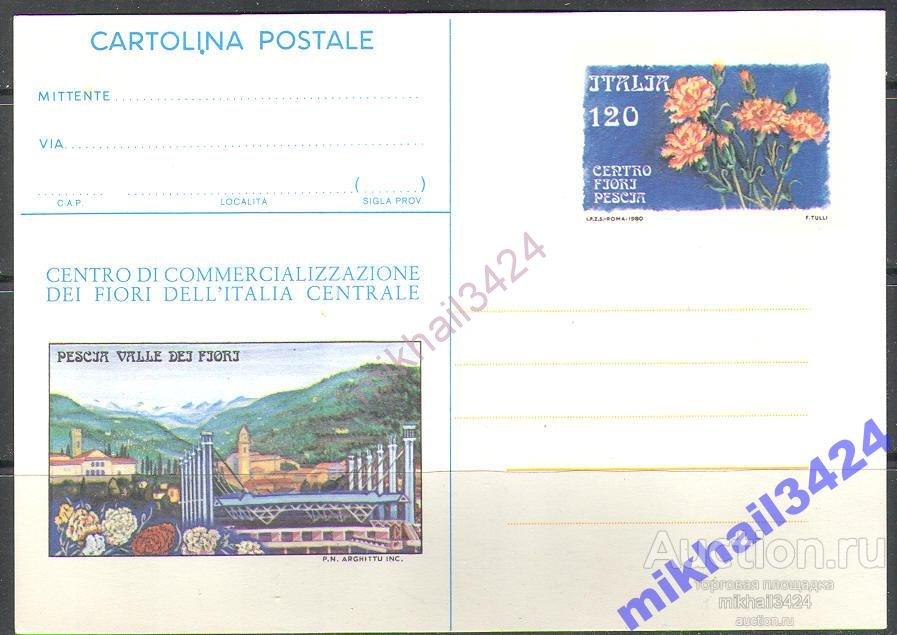 CARTOLINA POSTALE
MITTENTE
VIA
( )
C.A.P. LOCALITA SIGLA PROV.
ITALIA
120
CENTRO
FIORI
PESCIA
I.P.Z.S.-ROMA-1980 F. TULLI
CENTRO DI COMMERCIALIZZAZIONE
DEI FIORI DELL'ITALIA CENTRALE
PESCIA VALLE DEI FIORI
P.N. ARGHITTU INC.
mikhail3424
mikhail3424
Auction.ru
торговая площадка
mikhail3424
auction.ru